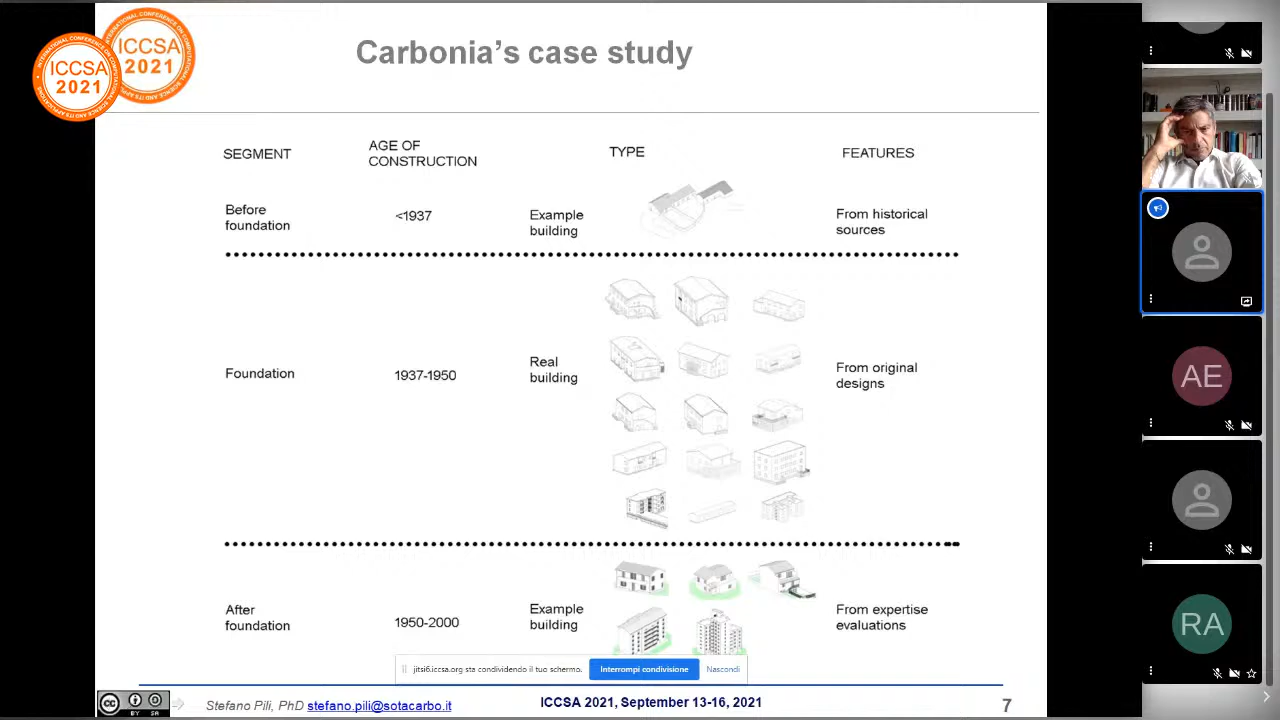 ICCSA
2021
ICCSA
2021
Carbonia's case study
SEGMENT
AGE OF
CONSTRUCTION
TYPE
FEATURES
Before
foundation
<1937
Example
building
From historical
sources
Foundation
1937-1950
Real
building
From original
designs
After
foundation
1950-2000
Example
building
From expertise
evaluations
jitsi6.iccsa.org sta condividendo il tuo schermo.
Interrompi condivisione
Nascondi
cc
BY SA
Stefano Pili, PhD stefano.pili@sotacarbo.it
ICCSA 2021, September 13-16, 2021
7
AE
RA